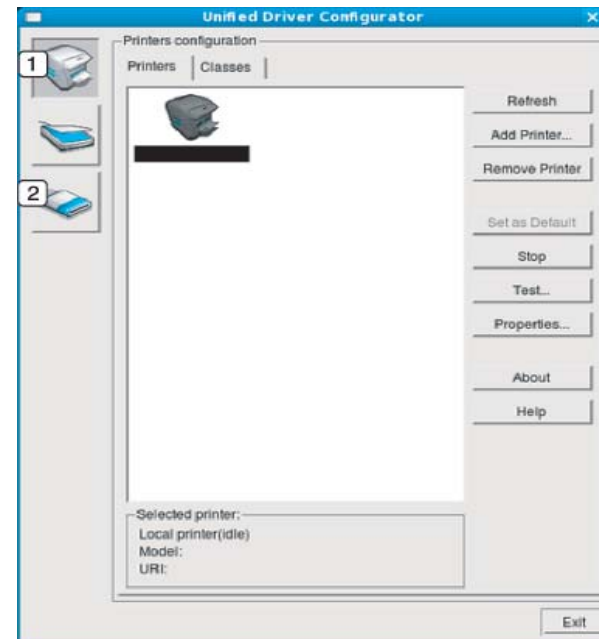 Unified Driver Configurator
1
2
Printers configuration
Printers
Classes
Refresh
Add Printer...
Remove Printer
Set as Default
Stop
Test...
Properties...
About
Help
Selected printer:
Local printer(idle)
Model:
URI:
Exit